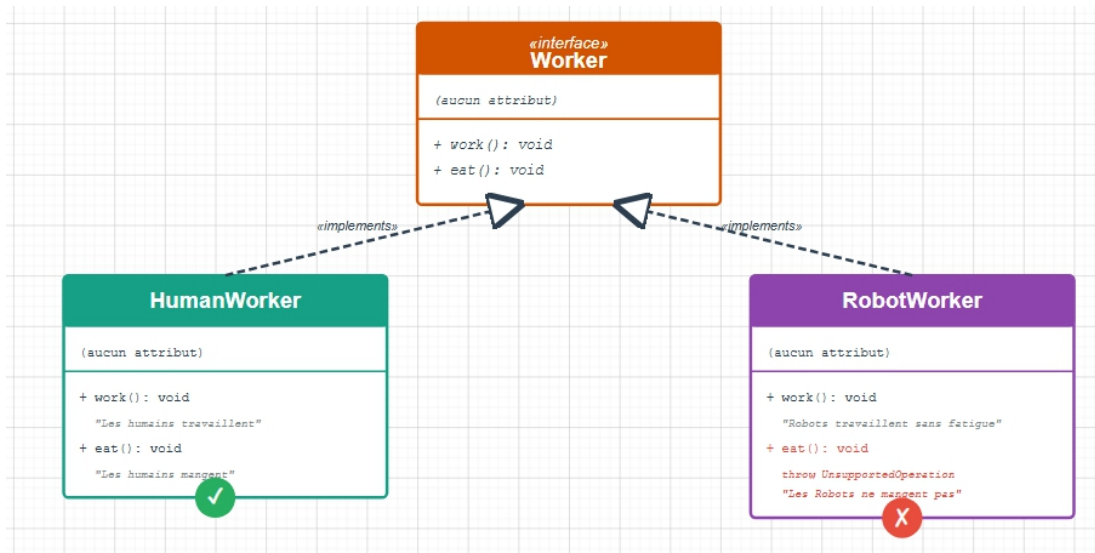 «interface»
Worker
(aucun attribut)
+ work(): void
+ eat(): void
«implements»
«implements»
HumanWorker
(aucun attribut)
+ work(): void
"Les humains travaillent"
+ eat(): void
"Les humains mangent"
RobotWorker
(aucun attribut)
+ work(): void
"Robots travaillent sans fatigue"
+ eat(): void
throw UnsupportedOperation
"Les Robots ne mangent pas"